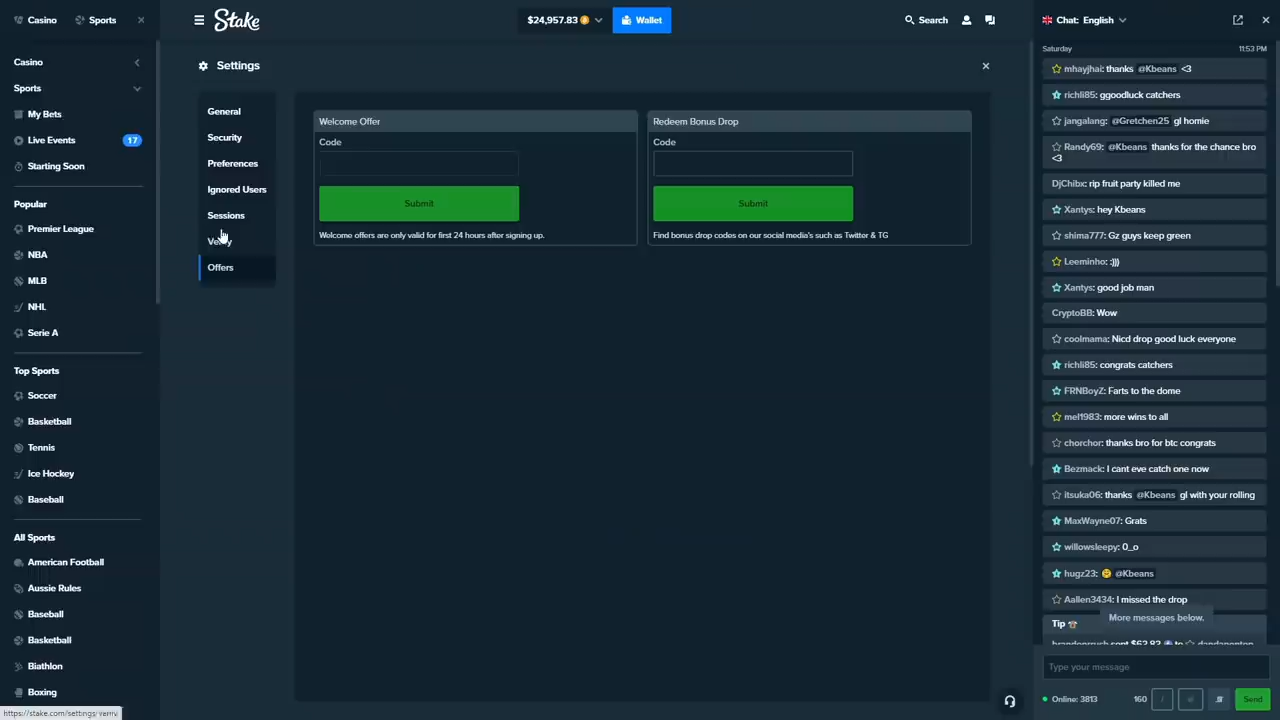 Casino
Sports
Stake
$24,957.83
Wallet
Search
Chat: English
Casino
Sports
My Bets
Live Events 17
Starting Soon
Popular
Premier League
NBA
MLB
NHL
Serie A
Top Sports
Soccer
Basketball
Tennis
Ice Hockey
Baseball
All Sports
American Football
Aussie Rules
Baseball
Basketball
Biathlon
Boxing
Settings
General
Security
Preferences
Ignored Users
Sessions
Offers
Welcome Offer
Code
Submit
Welcome offers are only valid for first 24 hours after signing up.
Redeem Bonus Drop
Code
Submit
Find bonus drop codes on our social media's such as Twitter & TG
Saturday 11:53 PM
mhayjhai: thanks @Kbeans <3
richli85: ggoodluck catchers
jangalang: @Gretchen25 gl homie
Randy69: @Kbeans thanks for the chance bro
<3
DjChibx: rip fruit party killed me
Xantys: hey Kbeans
shima777: Gz guys keep green
Leeminho: :)))
Xantys: good job man
CryptoBB: Wow
coolmama: Nicd drop good luck everyone
richli85: congrats catchers
FRNBoyZ: Farts to the dome
mel1983: more wins to all
chorchor: thanks bro for btc congrats
Bezmack: I cant eve catch one now
itsuka06: thanks @Kbeans gl with your rolling
MaxWayne07: Grats
willowsleepy: 0_o
hugz23: @Kbeans
Aallen3434: I missed the drop
More messages below.
Tip
Type your message
Online: 3813
160
Send